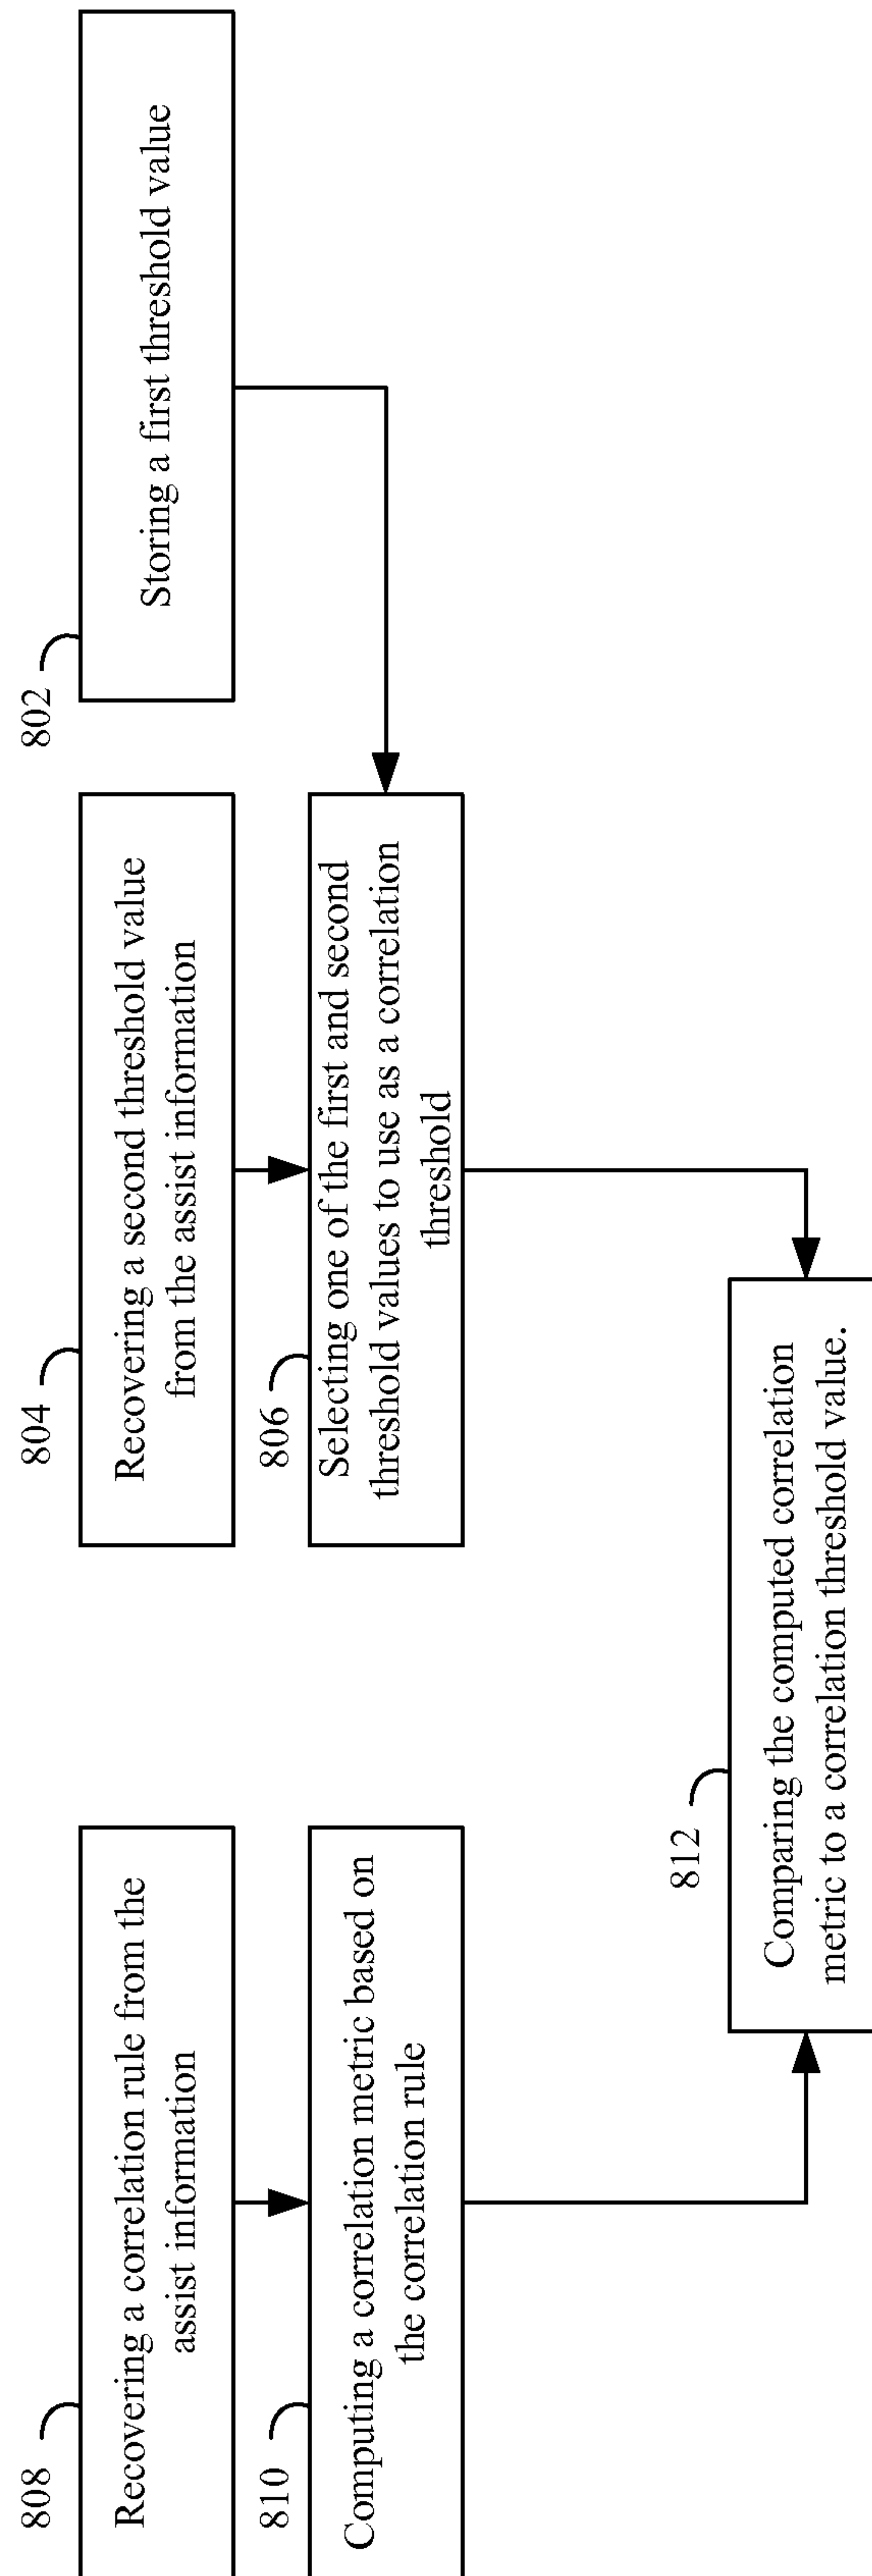 808
Recovering a correlation rule from the
assist information
810
Computing a correlation metric based on
the correlation rule
804
Recovering a second threshold value
from the assist information
806
Selecting one of the first and second
threshold values to use as a correlation
threshold
802
Storing a first threshold value
812
Comparing the computed correlation
metric to a correlation threshold value.